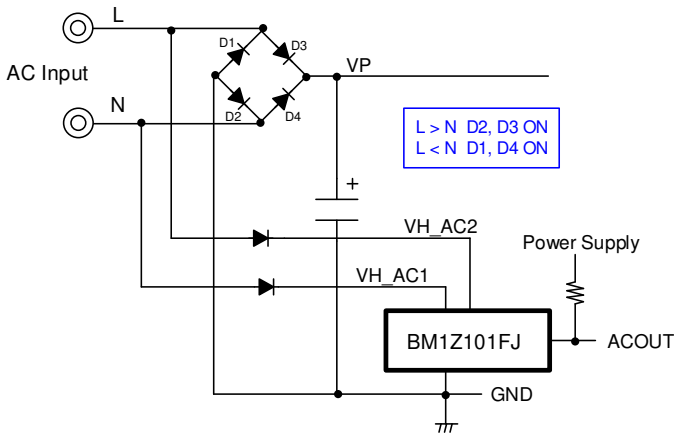 L
D1
D3
VP
AC Input
N
D2
D4
L > N D2, D3 ON
L < N D1, D4 ON
+
VH_AC2
Power Supply
VH_AC1
BM1Z101FJ
ACOUT
GND